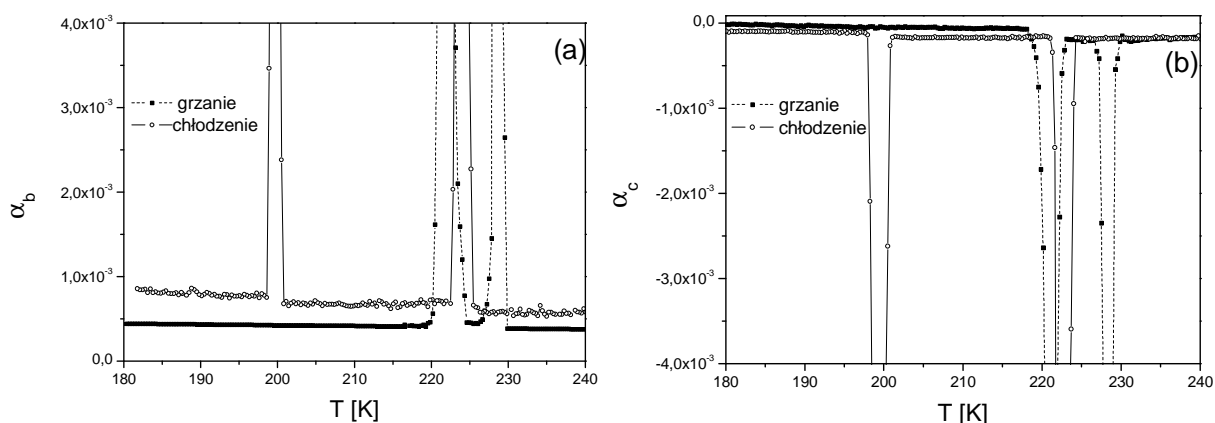 4,0x10⁻³
(a)
grzanie
chłodzenie
3,0x10⁻³
2,0x10⁻³
1,0x10⁻³
0,0
αb
180 190 200 210 220 230 240
T [K]
0,0
(b)
-1,0x10⁻³
grzanie
chłodzenie
-2,0x10⁻³
-3,0x10⁻³
-4,0x10⁻³
αc
180 190 200 210 220 230 240
T [K]